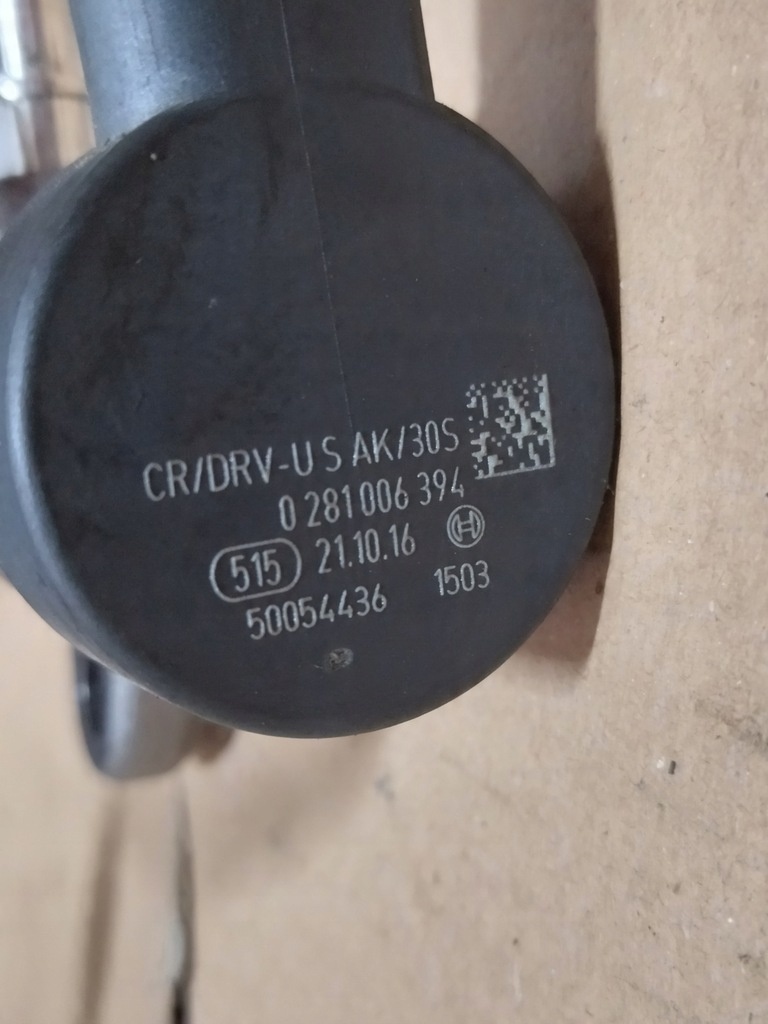 CR/DRV-U S AK/30S
0 281 006 394
515 21.10.16
50054436 1503